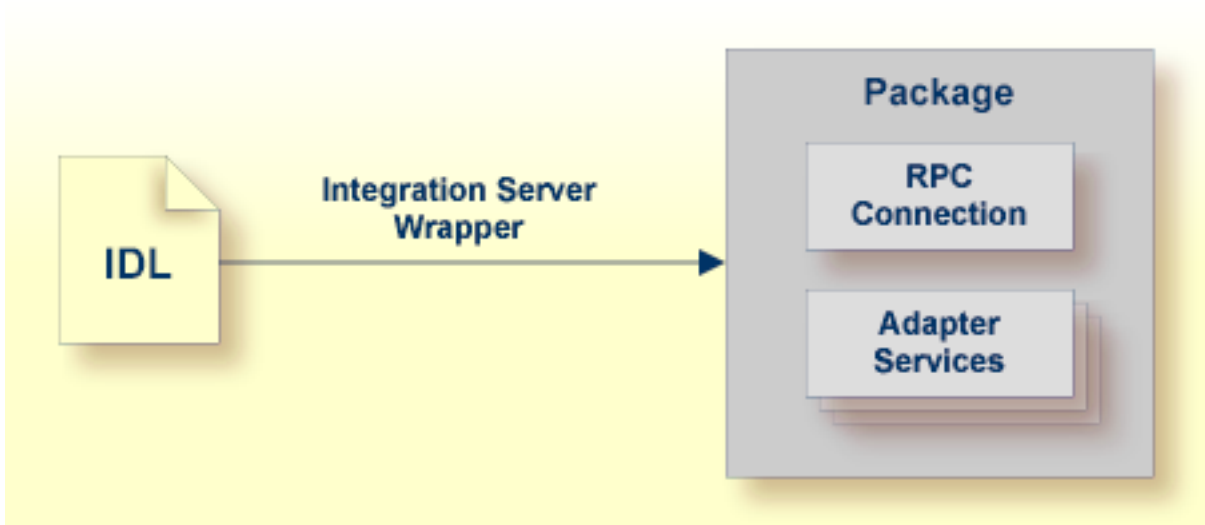 IDL
Integration Server
Wrapper
Package
RPC
Connection
Adapter
Services